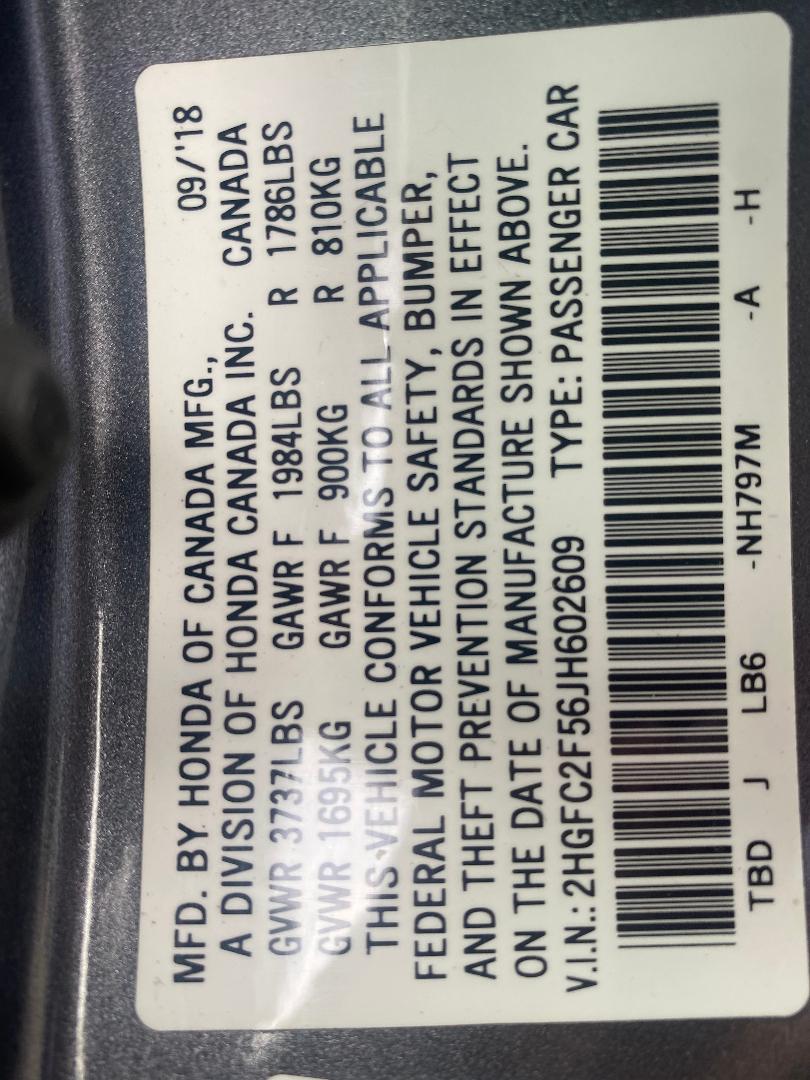 MFD. BY HONDA OF CANADA MFG., 09/'18
A DIVISION OF HONDA CANADA INC. CANADA
GVWR 3737LBS GAWR F 1984LBS R 1786LBS
GVWR 1695KG GAWR F 900KG R 810KG
THIS VEHICLE CONFORMS TO ALL APPLICABLE
FEDERAL MOTOR VEHICLE SAFETY, BUMPER,
AND THEFT PREVENTION STANDARDS IN EFFECT
ON THE DATE OF MANUFACTURE SHOWN ABOVE.
V.I.N.: 2HGFC2F56JH602609 TYPE: PASSENGER CAR
TBD J LB6 -NH797M -A -H